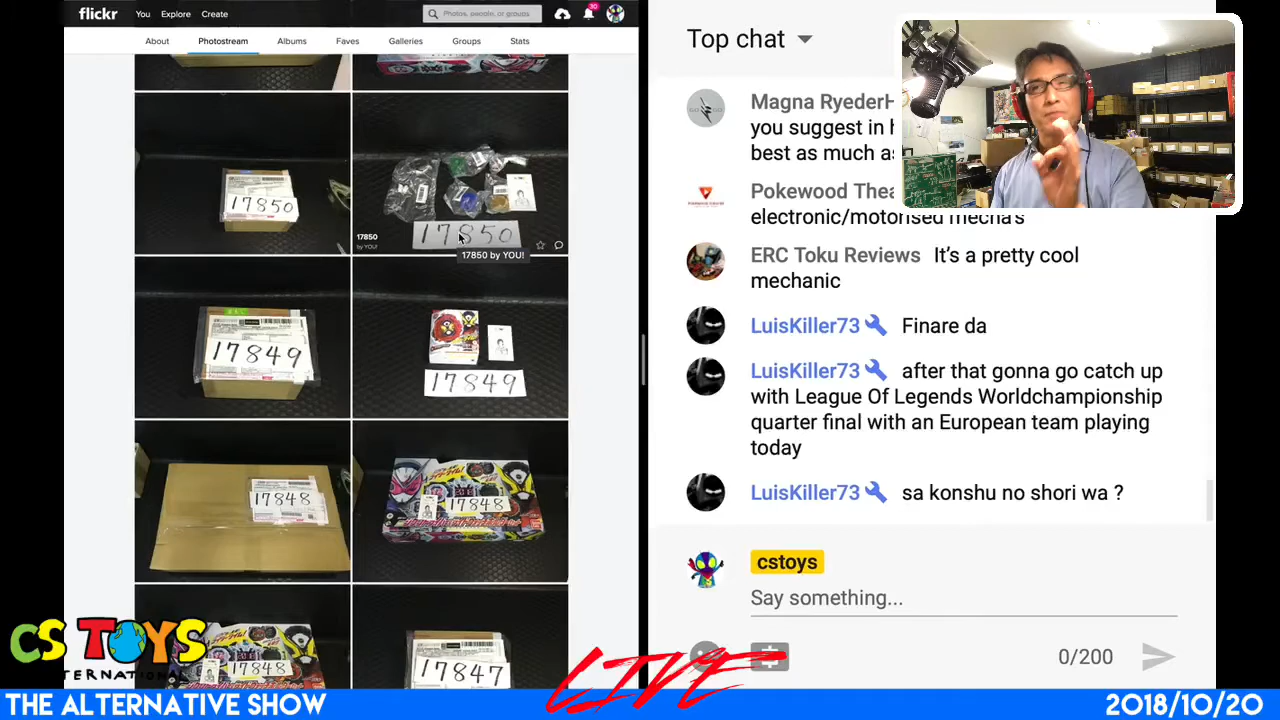 flickr
You
Explore
Create
Photos, people, or groups
30
About
Photostream
Albums
Faves
Galleries
Groups
Stats
17850
17850
17850
by YOU!
17850 by YOU!
17849
17849
17848
17848
17848
17847
Top chat
Magna RyederH
you suggest in h
best as much as
Pokewood Thea
electronic/motorised mecha's
ERC Toku Reviews It's a pretty cool
mechanic
LuisKiller73 Finare da
LuisKiller73 after that gonna go catch up
with League Of Legends Worldchampionship
quarter final with an European team playing
today
LuisKiller73 sa konshu no shori wa ?
cstoys
Say something...
0/200
CS TOYS
INTERNATIONAL
LIVE
THE ALTERNATIVE SHOW
2018/10/20